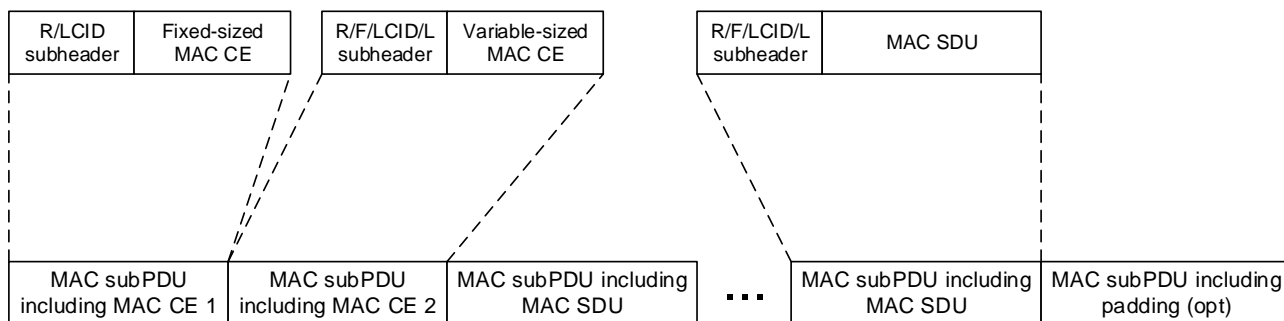 R/LCID
subheader
Fixed-sized
MAC CE
R/F/LCID/L
subheader
Variable-sized
MAC CE
R/F/LCID/L
subheader
MAC SDU
MAC subPDU
including MAC CE 1
MAC subPDU
including MAC CE 2
MAC subPDU including
MAC SDU
...
MAC subPDU including
MAC SDU
MAC subPDU including
padding (opt)